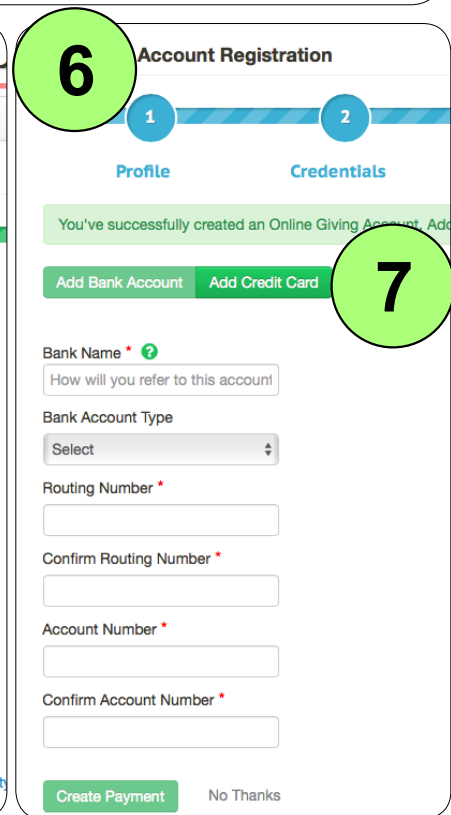 6
Account Registration
1 2
Profile Credentials
You've successfully created an Online Giving Account. Add
Add Bank Account Add Credit Card
7
Bank Name *
How will you refer to this account
Bank Account Type
Select
Routing Number *
Confirm Routing Number *
Account Number *
Confirm Account Number *
Create Payment No Thanks